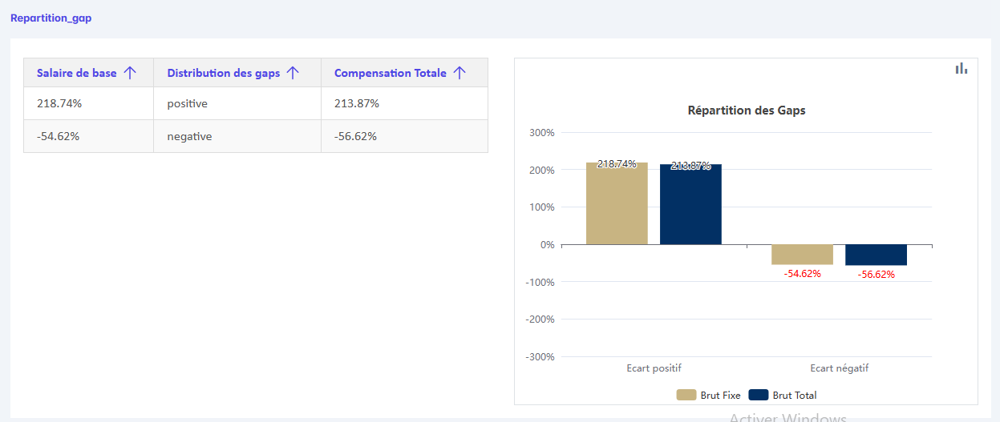 Repartition_gap
Salaire de base Distribution des gaps Compensation Totale
218.74% positive 213.87%
-54.62% negative -56.62%
Répartition des Gaps
300%
200%
100%
0%
-100%
-200%
-300%
218.74% 213.87%
-54.62% -56.62%
Ecart positif Ecart négatif
Brut Fixe Brut Total
Activer Windows